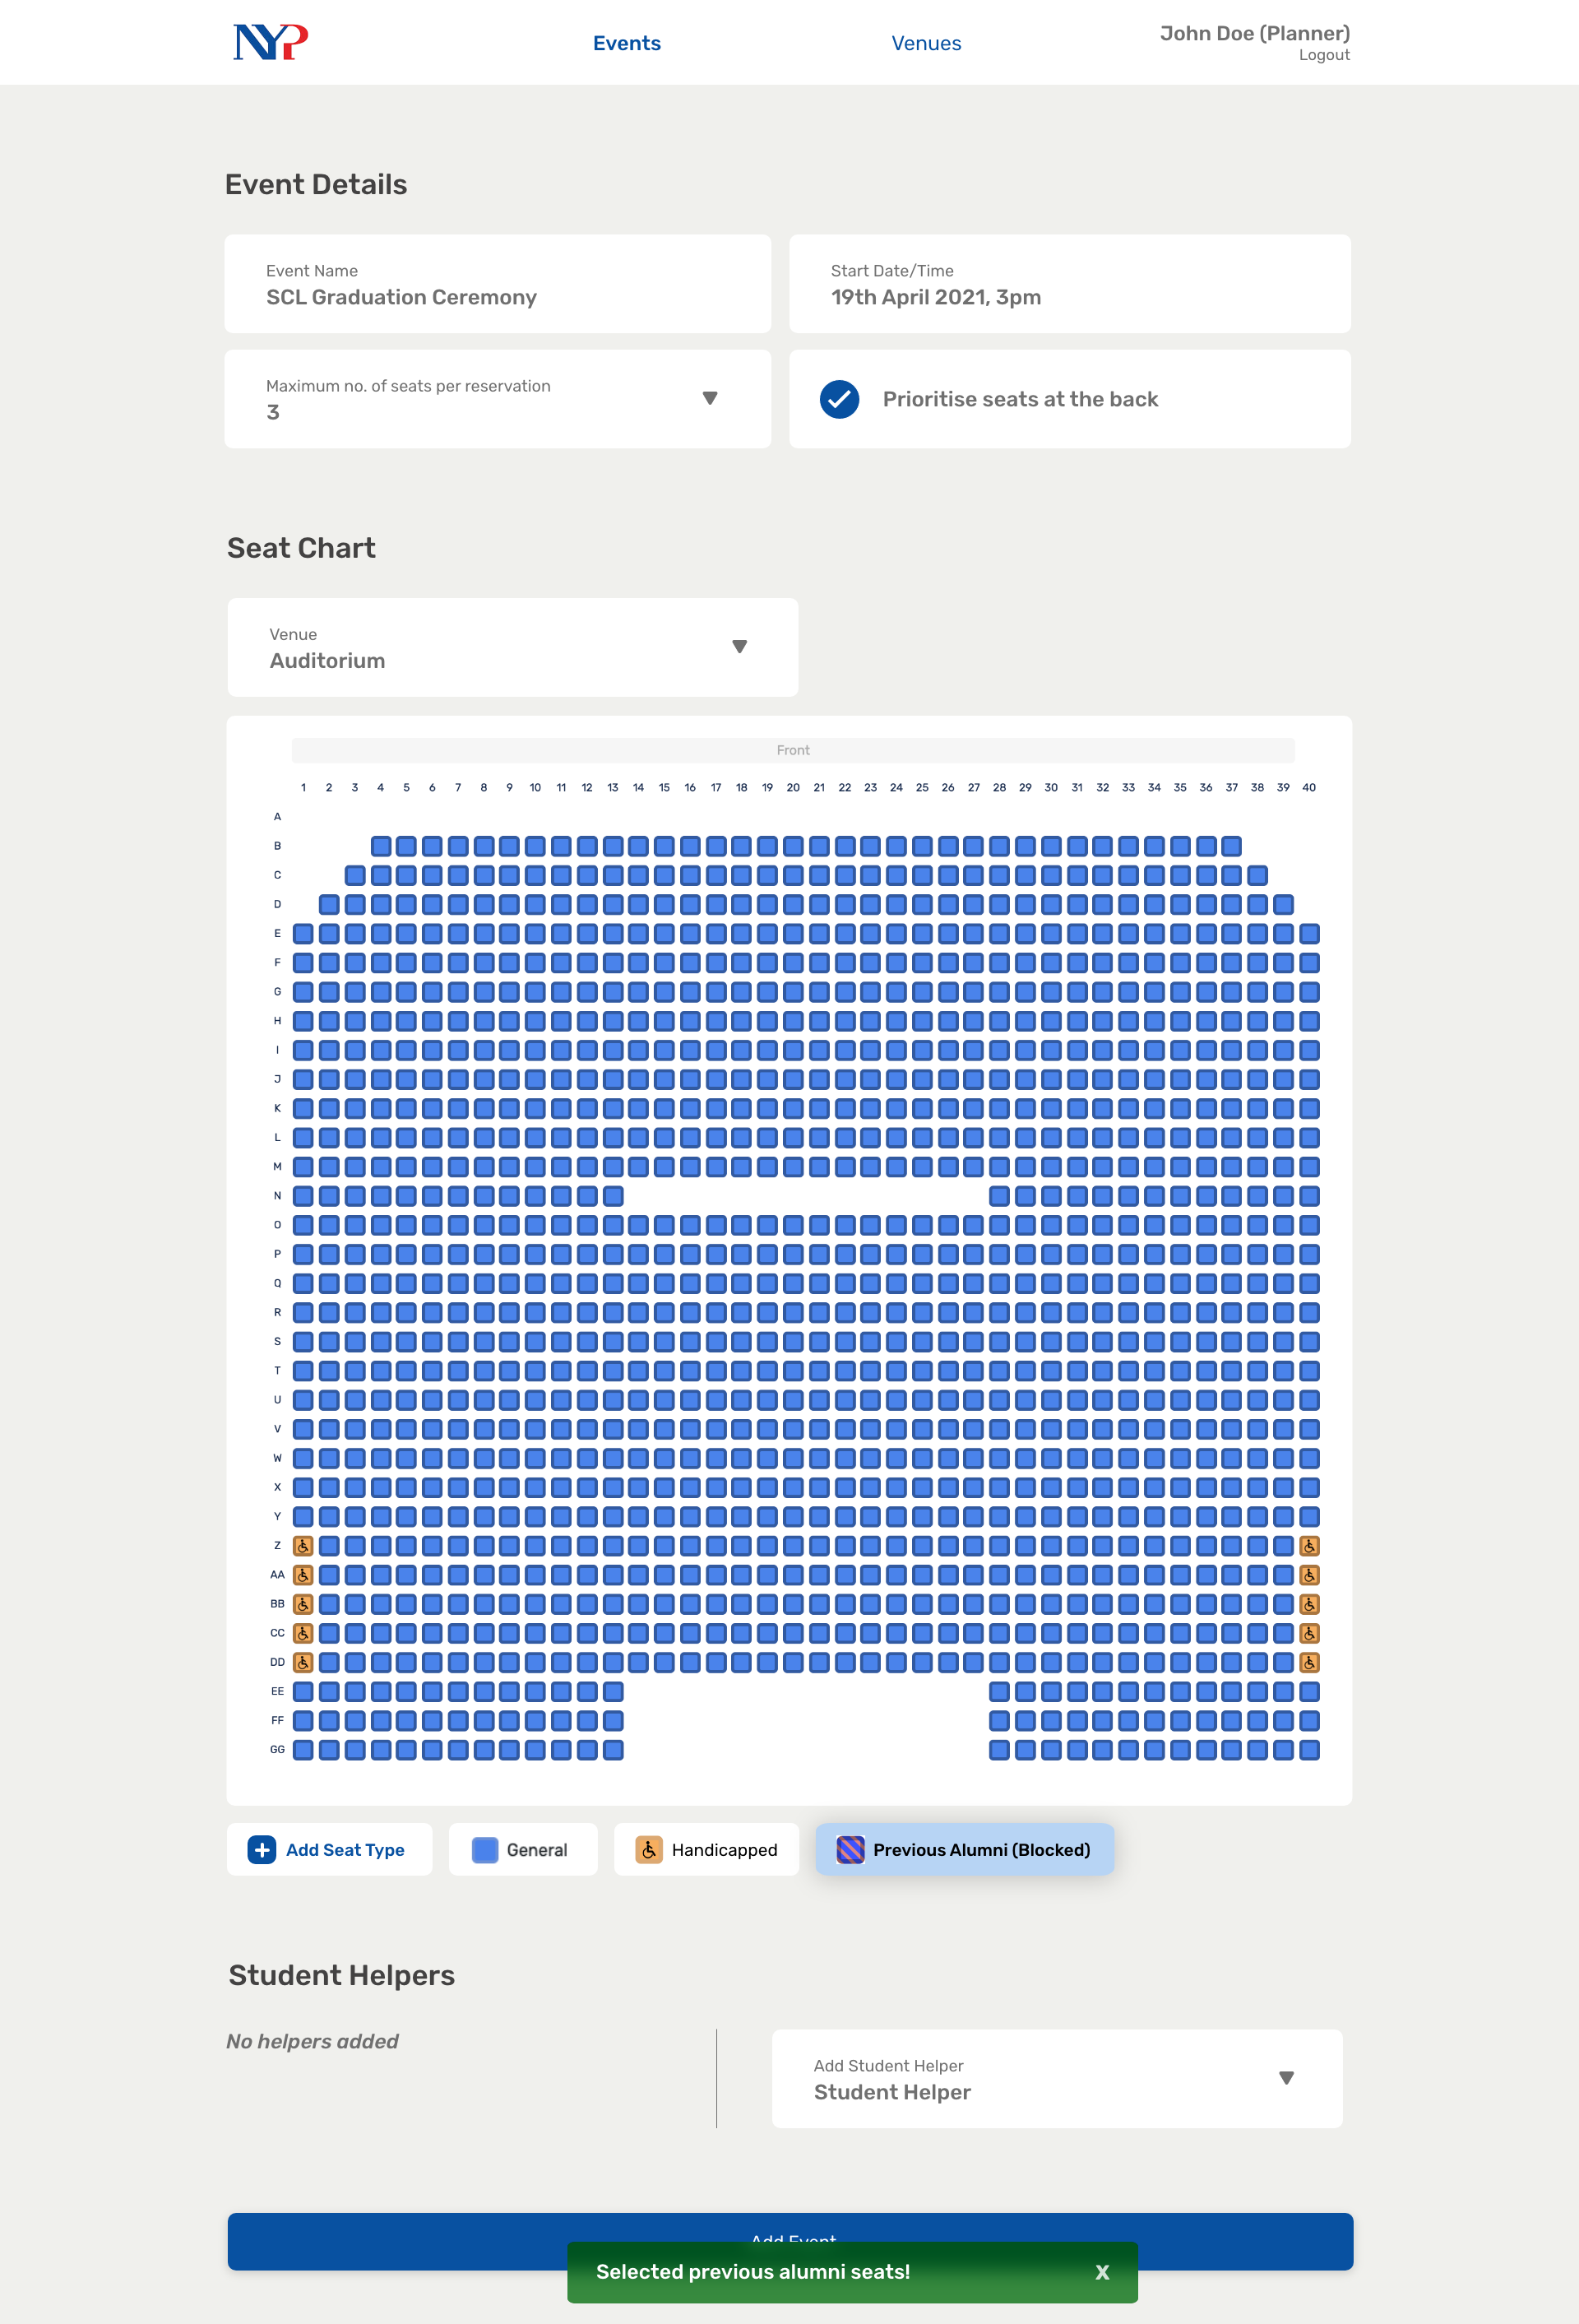 NYP
Events
Venues
John Doe (Planner)
Logout
Event Details
Event Name
SCL Graduation Ceremony
Start Date/Time
19th April 2021, 3pm
Maximum no. of seats per reservation
3
Prioritise seats at the back
Seat Chart
Venue
Auditorium
Front
1 2 3 4 5 6 7 8 9 10 11 12 13 14 15 16 17 18 19 20 21 22 23 24 25 26 27 28 29 30 31 32 33 34 35 36 37 38 39 40
A
B
C
D
E
F
G
H
I
J
K
L
M
N
O
P
Q
R
S
T
U
V
W
X
Y
Z
AA
BB
CC
DD
EE
FF
GG
Add Seat Type
General
Handicapped
Previous Alumni (Blocked)
Student Helpers
No helpers added
Add Student Helper
Student Helper
Add Event
Selected previous alumni seats!
X